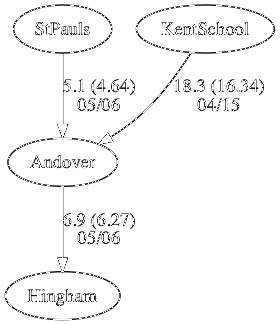 StPauls
KentSchool
5.1 (4.64)
05/06
18.3 (16.34)
04/15
Andover
6.9 (6.27)
05/06
Hingham